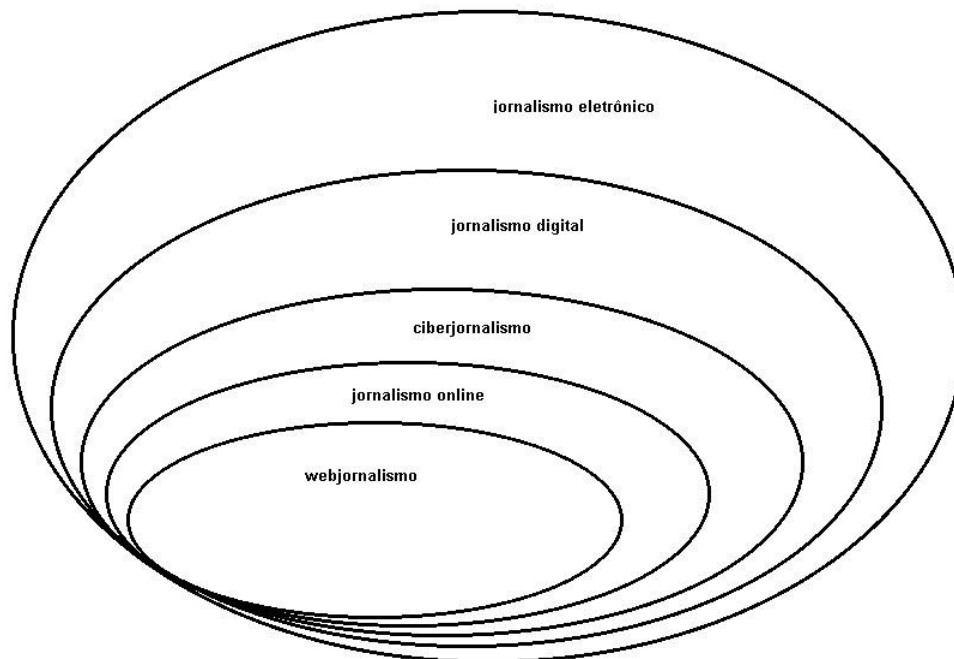 jornalismo eletrônico
jornalismo digital
ciberjornalismo
jornalismo online
webjornalismo